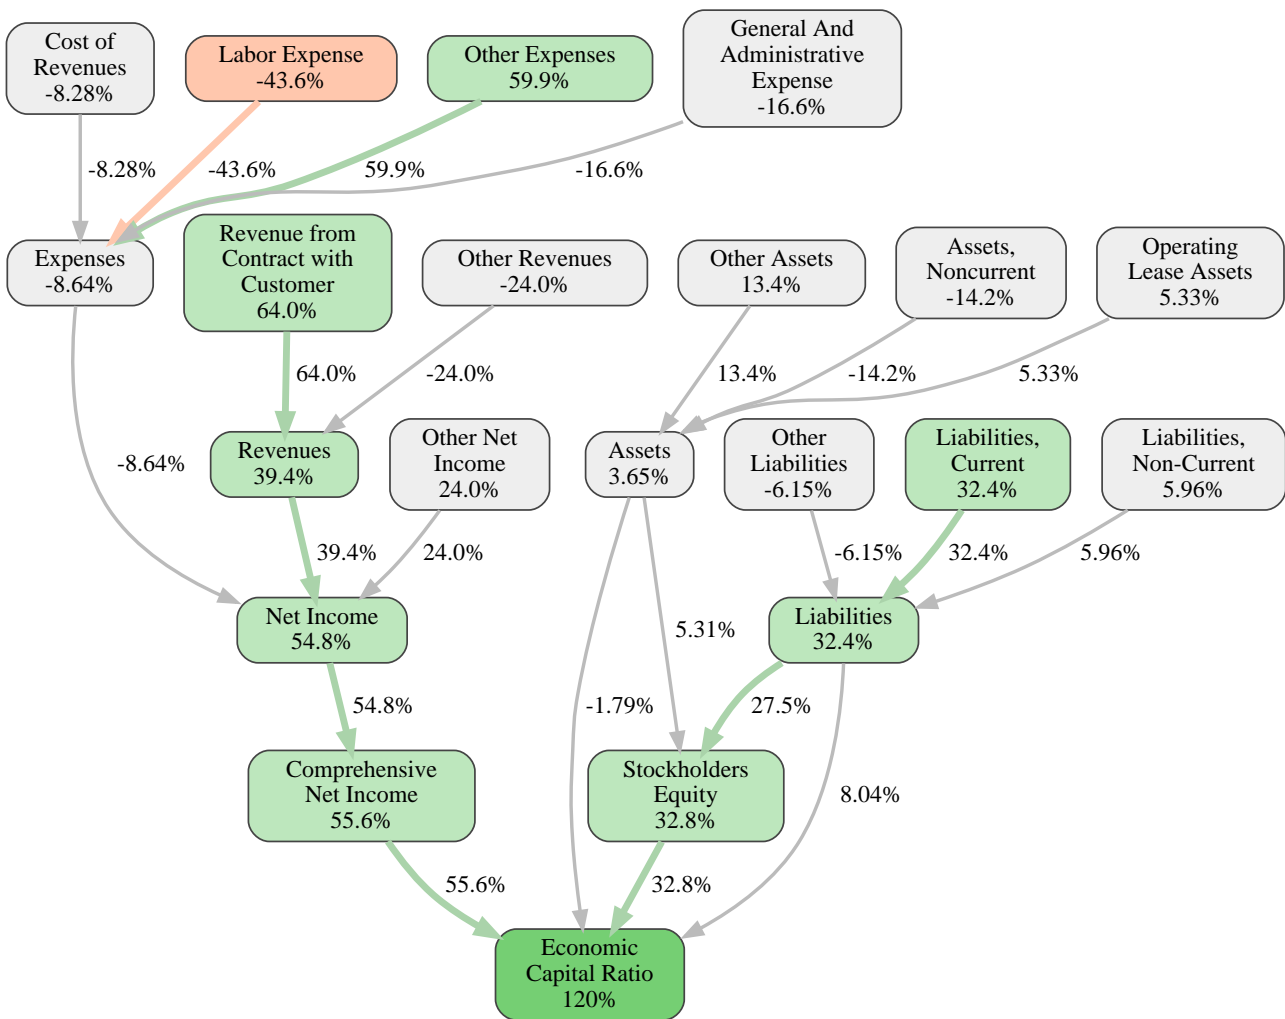 Cost of
Revenues
-8.28%
Labor Expense
-43.6%
Other Expenses
59.9%
General And
Administrative
Expense
-16.6%
-8.28%
-43.6%
59.9%
-16.6%
Expenses
-8.64%
Revenue from
Contract with
Customer
64.0%
Other Revenues
-24.0%
Other Assets
13.4%
Assets,
Noncurrent
-14.2%
Operating
Lease Assets
5.33%
64.0%
-24.0%
13.4%
-14.2%
5.33%
-8.64%
Revenues
39.4%
Other Net
Income
24.0%
Assets
3.65%
Other
Liabilities
-6.15%
Liabilities,
Current
32.4%
Liabilities,
Non-Current
5.96%
39.4%
24.0%
-6.15%
32.4%
5.96%
Net Income
54.8%
5.31%
Liabilities
32.4%
54.8%
-1.79%
27.5%
Comprehensive
Net Income
55.6%
Stockholders
Equity
32.8%
8.04%
55.6%
32.8%
Economic
Capital Ratio
120%